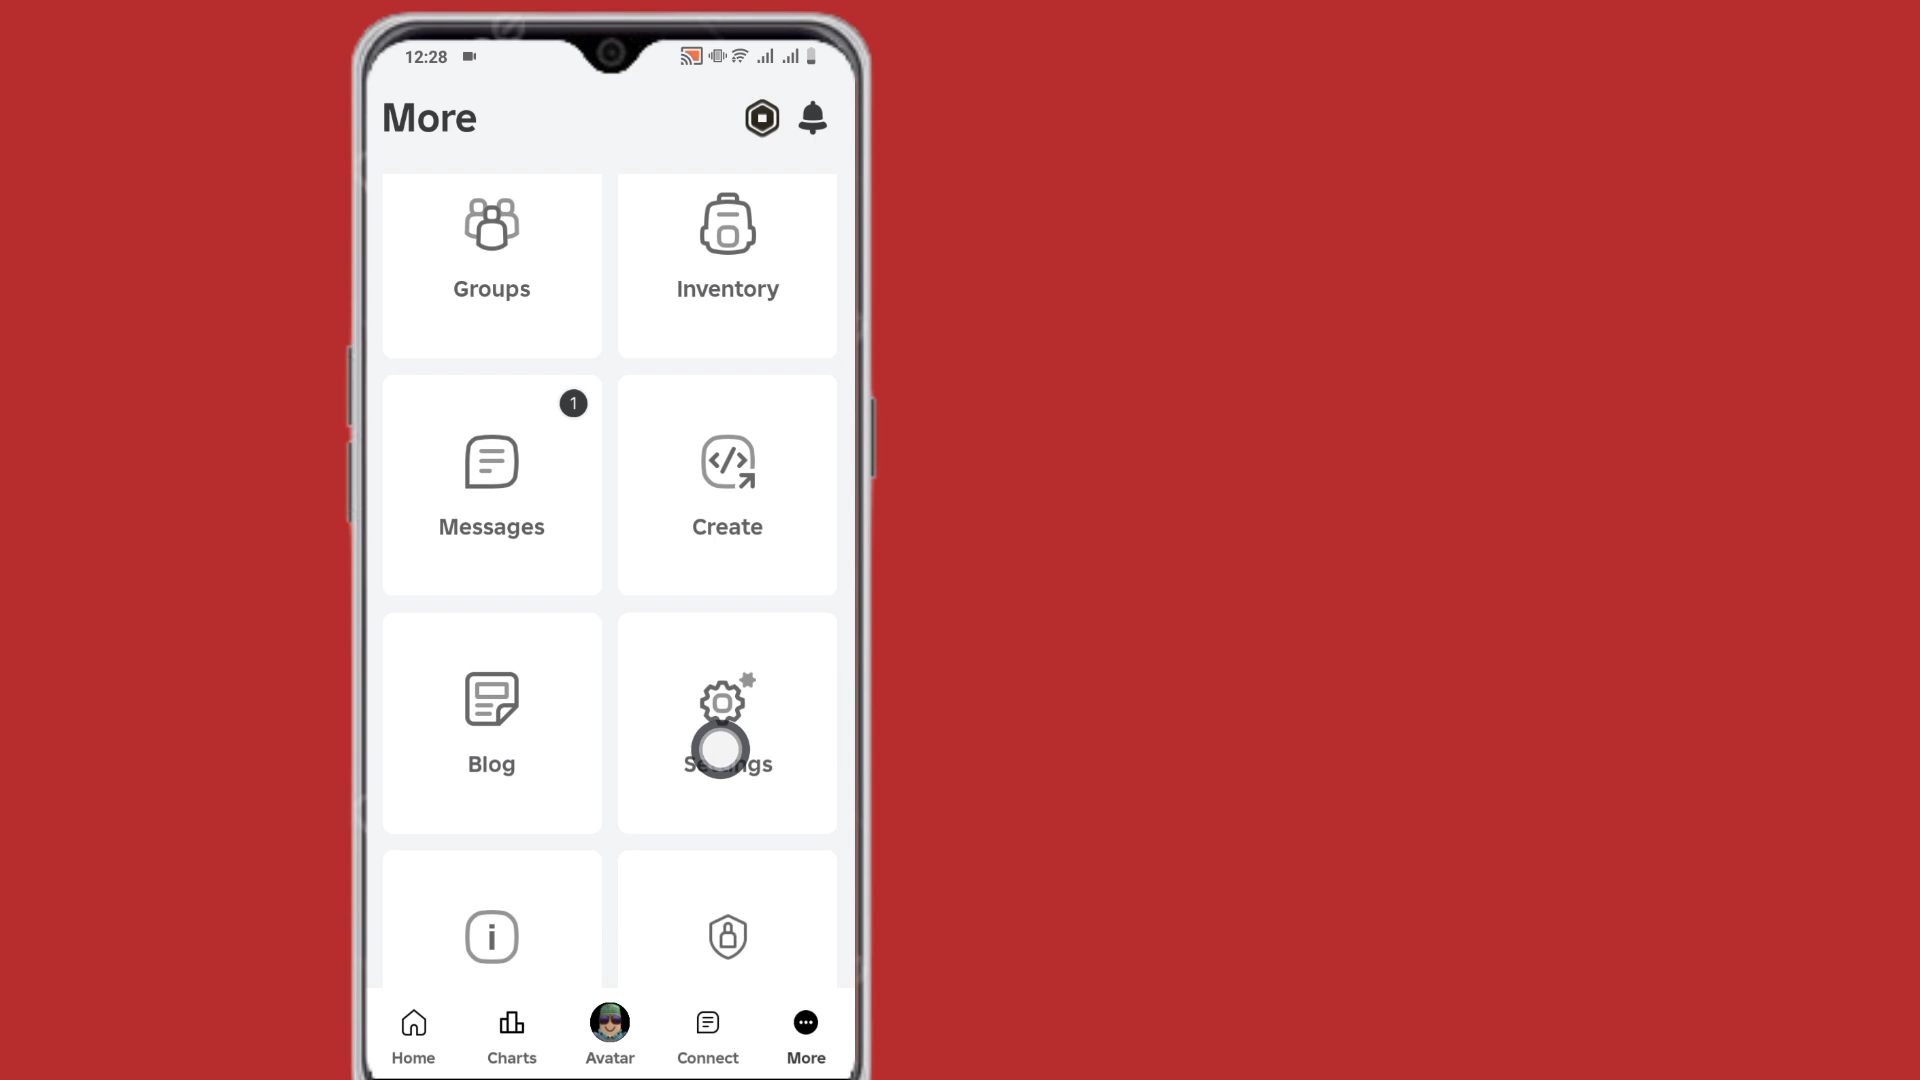 12:28
More
Groups
Inventory
1
Messages
Create
Blog
i
Home
Charts
Avatar
Connect
More